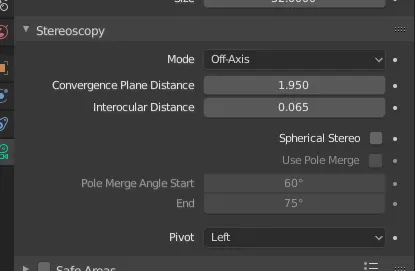 Size
Stereoscopy
Mode Off-Axis
Convergence Plane Distance 1.950
Interocular Distance 0.065
Spherical Stereo
Use Pole Merge
Pole Merge Angle Start 60°
End 75°
Pivot Left
Safe Areas